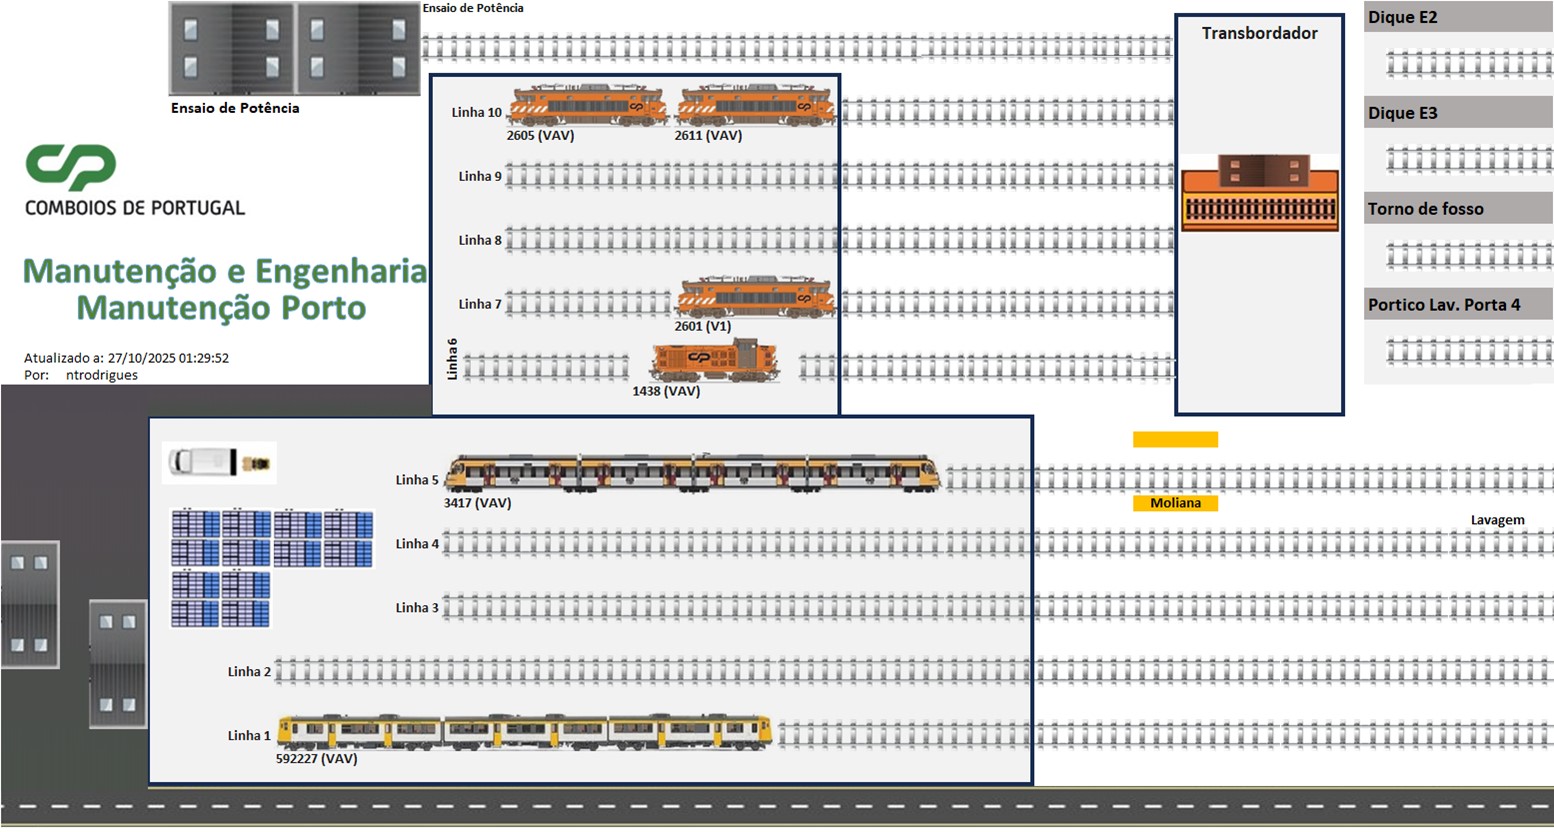 Ensaio de Potência
Transbordador
Dique E2
Ensaio de Potência
Linha 10
2605 (VAV)
2611 (VAV)
Dique E3
CP
COMBOIOS DE PORTUGAL
Linha 9
Torno de fosso
Linha 8
Manutenção e Engenharia
Manutenção Porto
Linha 7
2601 (V1)
Portico Lav. Porta 4
Atualizado a: 27/10/2025 01:29:52
Por: ntrodrigues
Linha 6
1438 (VAV)
Linha 5
3417 (VAV)
Moliana
Lavagem
Linha 4
Linha 3
Linha 2
Linha 1
592227 (VAV)